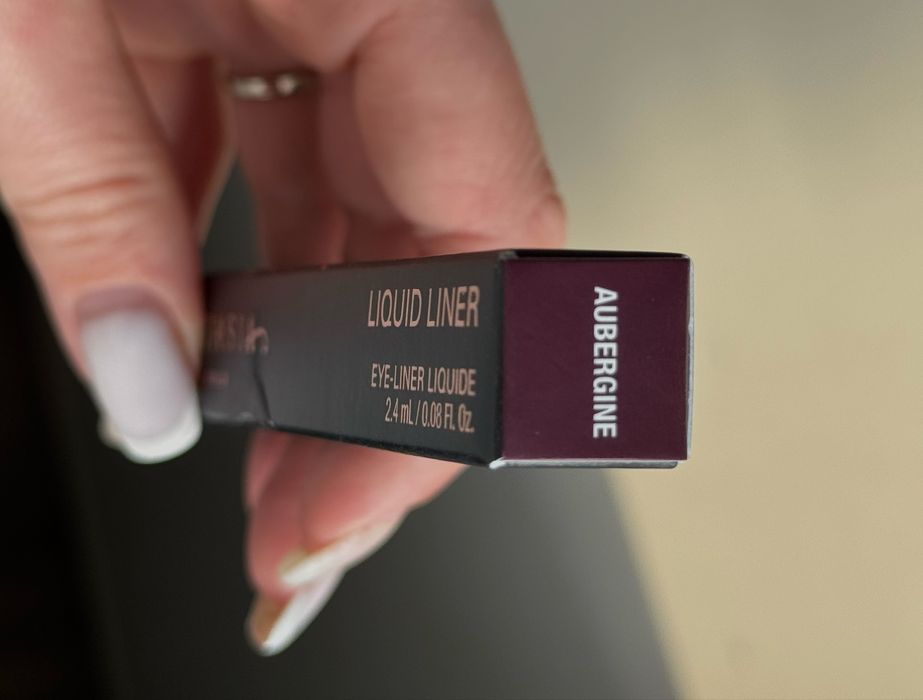 LIQUID LINER
EYE-LINER LIQUIDE
2.4 mL / 0.08 Fl. Oz.
AUBERGINE